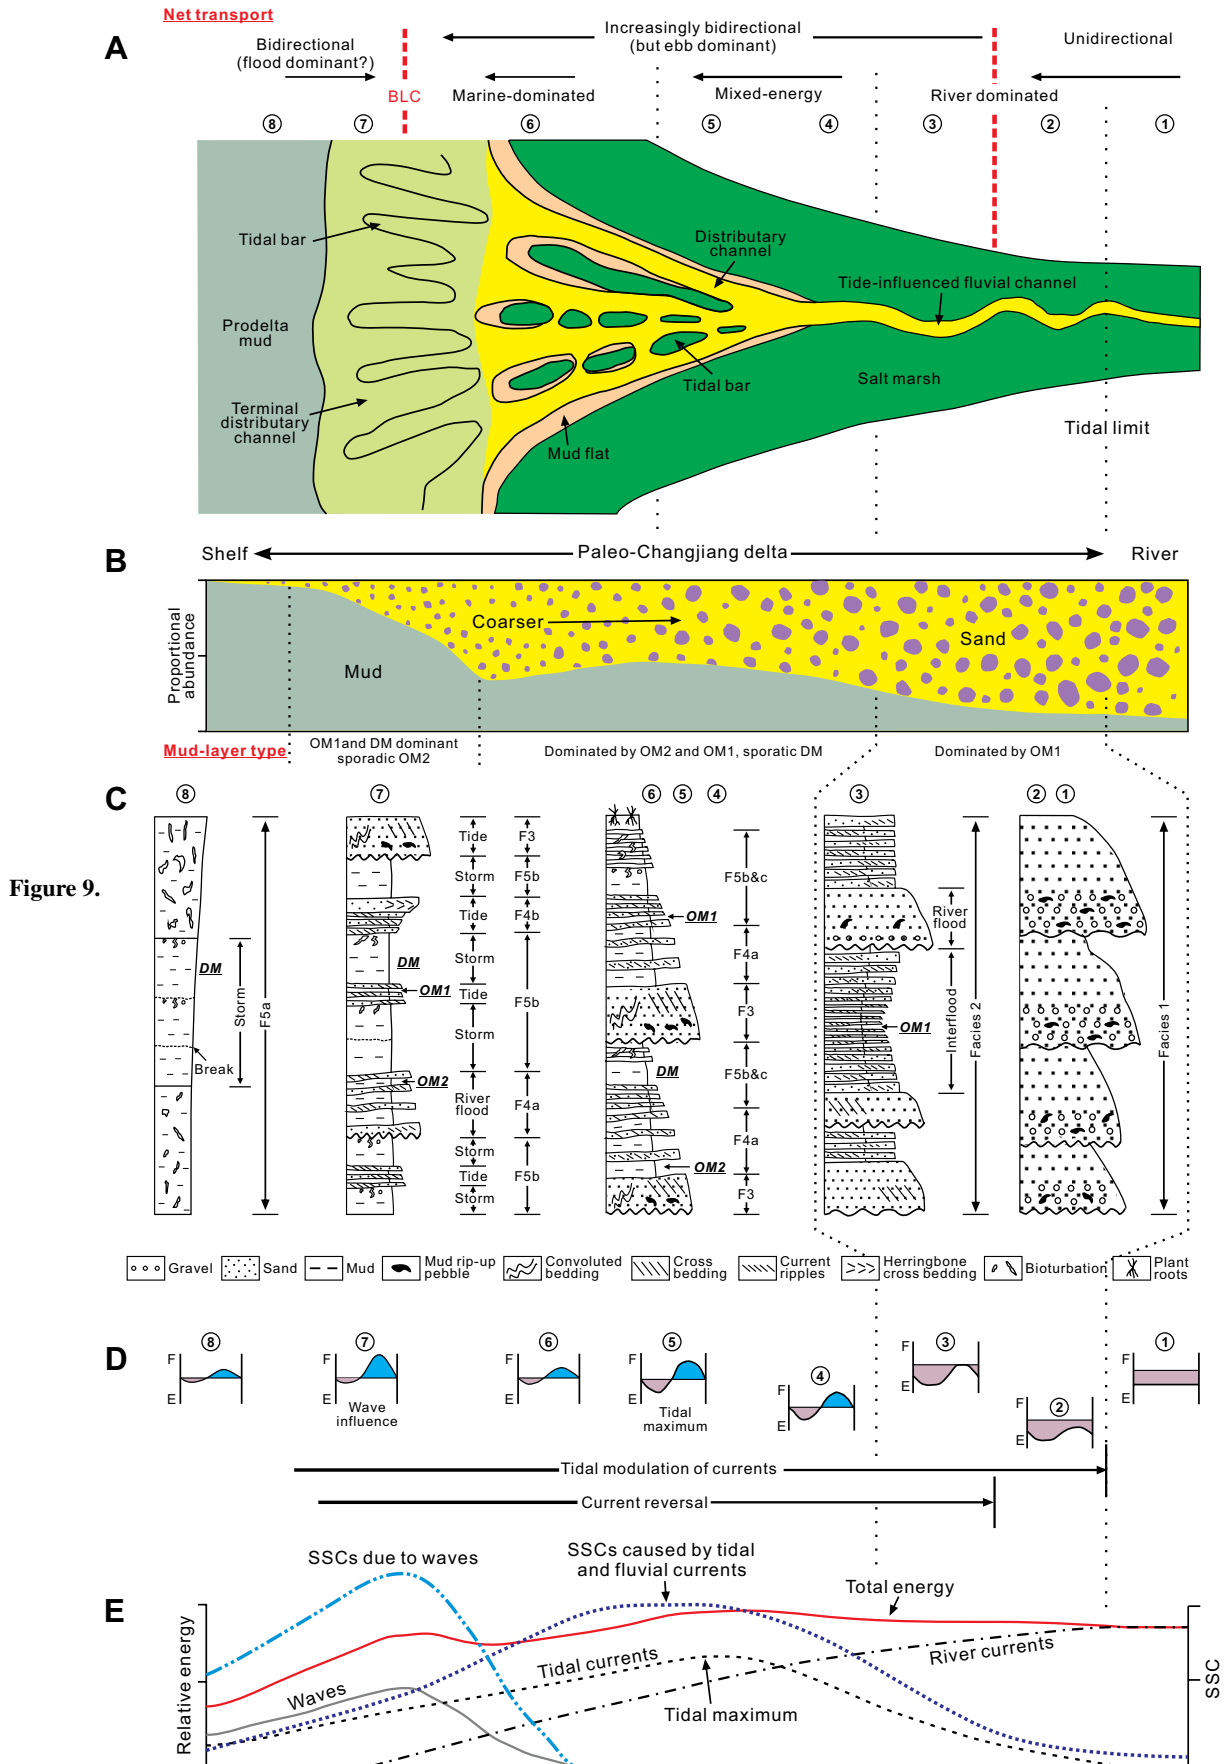 Net transport
A
Bidirectional
(flood dominant?)
BLC
Increasingly bidirectional
(but ebb dominant)
Unidirectional
Marine-dominated
Mixed-energy
River dominated
8
7
6
5
4
3
2
1
Tidal bar
Distributary
channel
Tide-influenced fluvial channel
Prodelta
mud
Tidal bar
Salt marsh
Terminal
distributary
channel
Mud flat
Tidal limit
B
Shelf
Paleo-Changjiang delta
River
Proportional
abundance
Coarser
Sand
Mud
Mud-layer type
OM1and DM dominant
sporadic OM2
Dominated by OM2 and OM1, sporatic DM
Dominated by OM1
C
8
7
6
5
4
3
2
1
Figure 9.
DM
Break
Storm
F5a
DM
OM1
OM2
Tide
Storm
Tide
Storm
Tide
Storm
River
flood
Storm
Tide
Storm
F3
F5b
F4b
F5b
F4a
F5b
OM1
DM
OM2
F5b&c
F4a
F3
F5b&c
F4a
F3
OM1
River
flood
Interflood
Facies 2
Facies 1
Gravel
Sand
Mud
Mud rip-up
pebble
Convoluted
bedding
Cross
bedding
Current
ripples
Herringbone
cross bedding
Bioturbation
Plant
roots
D
8
F
E
7
F
E
Wave
influence
6
F
E
5
F
E
Tidal
maximum
4
F
E
3
F
E
2
F
E
1
F
E
Tidal modulation of currents
Current reversal
E
SSCs due to waves
SSCs caused by tidal
and fluvial currents
Total energy
Relative energy
Waves
Tidal currents
River currents
Tidal maximum
SSC